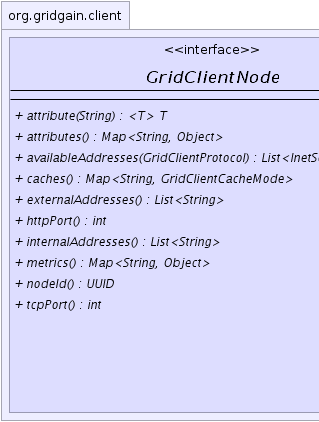 org.gridgain.client
<<interface>>
GridClientNode
+ attribute(String) : <T> T
+ attributes() : Map<String, Object>
+ availableAddresses(GridClientProtocol) : List<InetS
+ caches() : Map<String, GridClientCacheMode>
+ externalAddresses() : List<String>
+ httpPort() : int
+ internalAddresses() : List<String>
+ metrics() : Map<String, Object>
+ nodeId() : UUID
+ tcpPort() : int